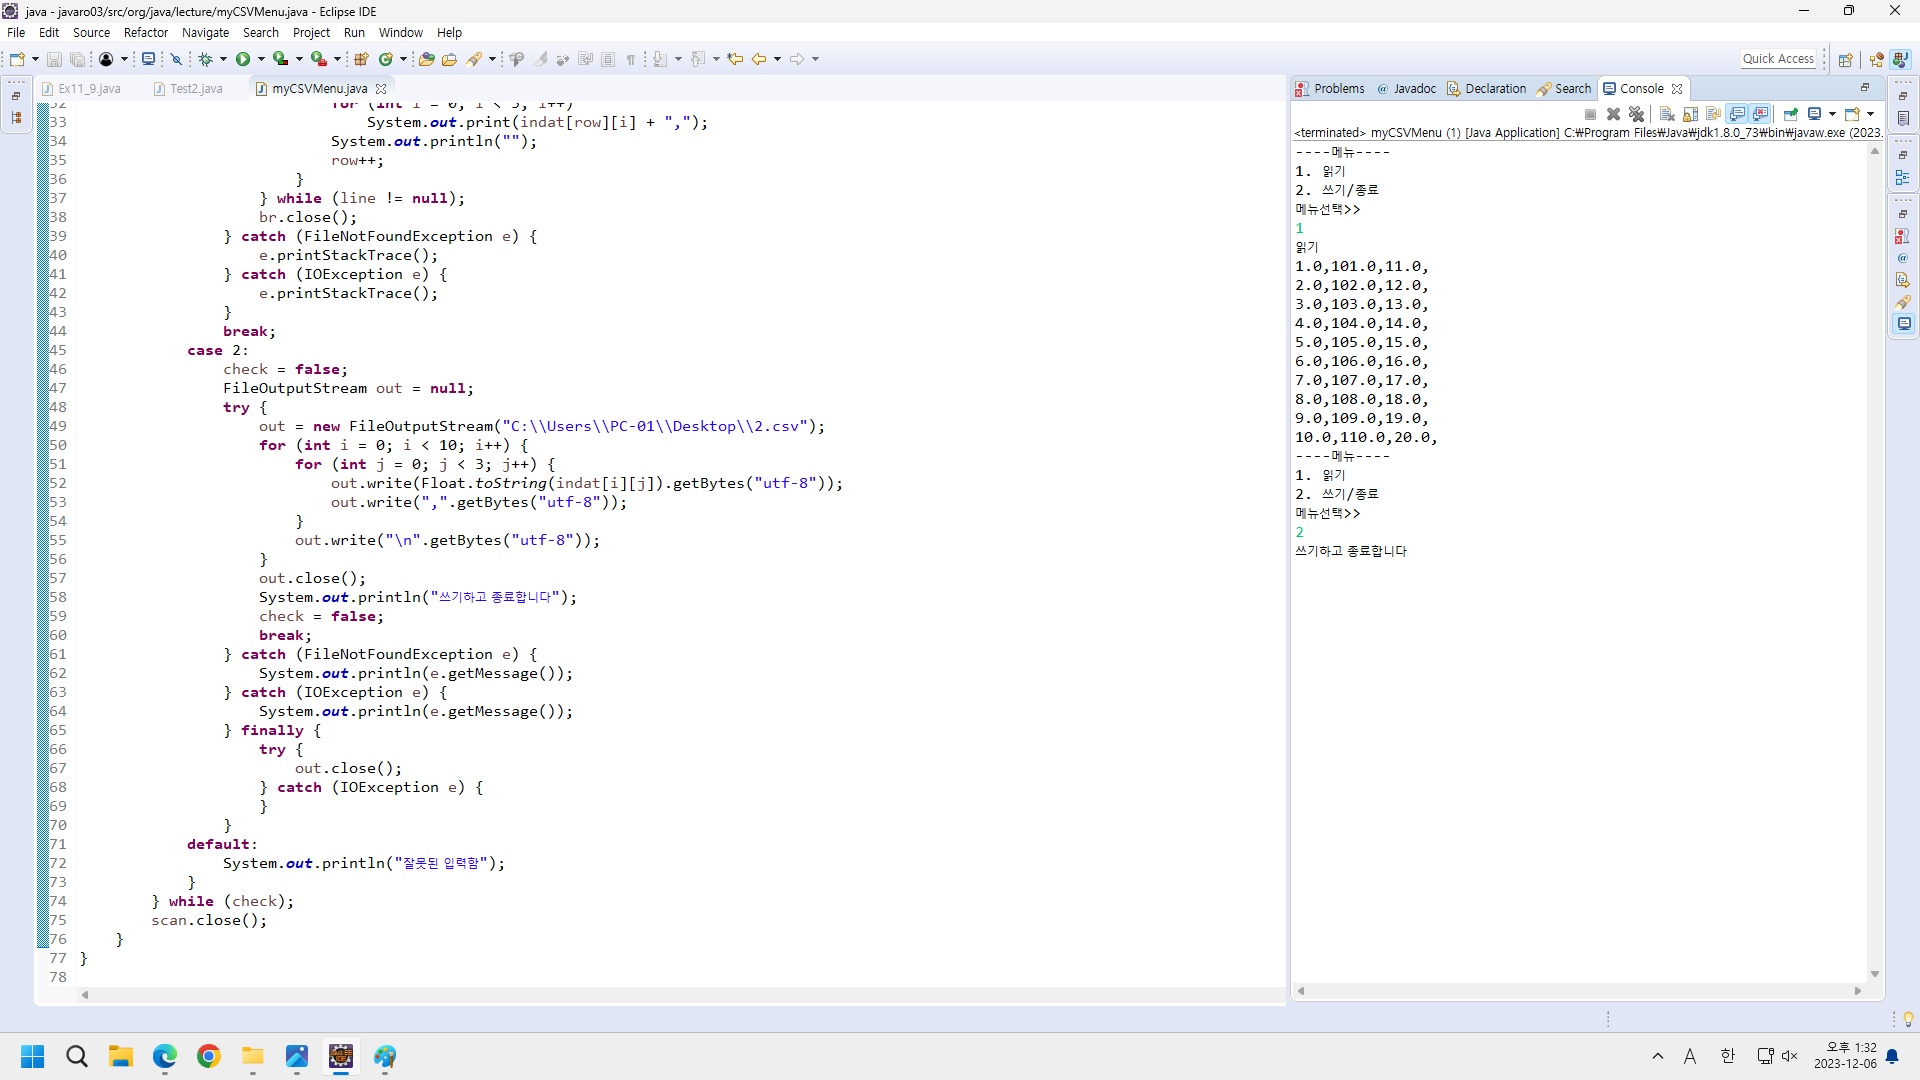 java - javaro03/src/org/java/lecture/myCSVMenu.java - Eclipse IDE
File Edit Source Refactor Navigate Search Project Run Window Help
Quick Access
Ex11_9.java Test2.java myCSVMenu.java
32 for (int i = 0; i < 3; i++)
33 System.out.print(indat[row][i] + ",");
34 System.out.println("");
35 row++;
36 }
37 } while (line != null);
38 br.close();
39 } catch (FileNotFoundException e) {
40 e.printStackTrace();
41 } catch (IOException e) {
42 e.printStackTrace();
43 }
44 break;
45 case 2:
46 check = false;
47 FileOutputStream out = null;
48 try {
49 out = new FileOutputStream("C:\\Users\\PC-01\\Desktop\\2.csv");
50 for (int i = 0; i < 10; i++) {
51 for (int j = 0; j < 3; j++) {
52 out.write(Float.toString(indat[i][j]).getBytes("utf-8"));
53 out.write(",".getBytes("utf-8"));
54 }
55 out.write("\n".getBytes("utf-8"));
56 }
57 out.close();
58 System.out.println("쓰기하고 종료합니다");
59 check = false;
60 break;
61 } catch (FileNotFoundException e) {
62 System.out.println(e.getMessage());
63 } catch (IOException e) {
64 System.out.println(e.getMessage());
65 } finally {
66 try {
67 out.close();
68 } catch (IOException e) {
69 }
70 }
71 default:
72 System.out.println("잘못된 입력함");
73 }
74 } while (check);
75 scan.close();
76 }
77 }
78
Problems @ Javadoc Declaration Search Console
<terminated> myCSVMenu (1) [Java Application] C:₩Program Files₩Java₩jdk1.8.0_73₩bin₩javaw.exe (2023.
----메뉴----
1. 읽기
2. 쓰기/종료
메뉴선택>>
1
읽기
1.0,101.0,11.0,
2.0,102.0,12.0,
3.0,103.0,13.0,
4.0,104.0,14.0,
5.0,105.0,15.0,
6.0,106.0,16.0,
7.0,107.0,17.0,
8.0,108.0,18.0,
9.0,109.0,19.0,
10.0,110.0,20.0,
----메뉴----
1. 읽기
2. 쓰기/종료
메뉴선택>>
2
쓰기하고 종료합니다
A 한
오후 1:32
2023-12-06